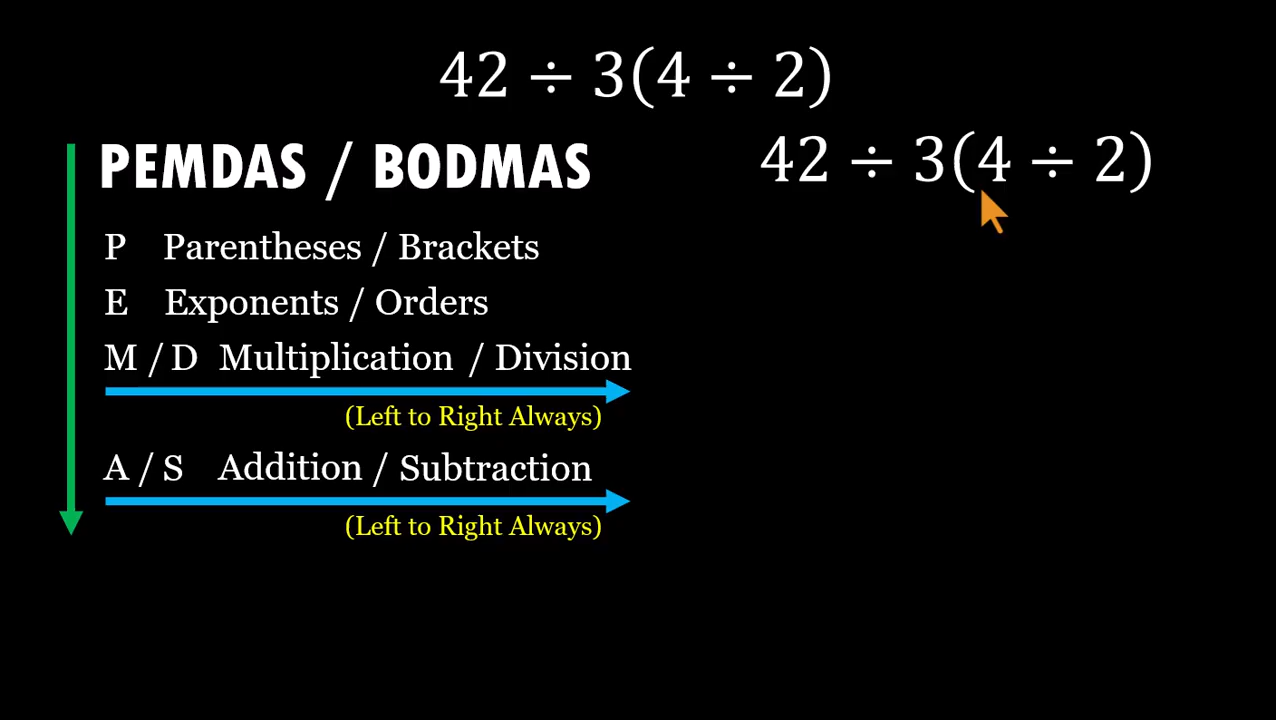 42 ÷ 3(4 ÷ 2)
PEMDAS / BODMAS
42 ÷ 3(4 ÷ 2)
P Parentheses / Brackets
E Exponents / Orders
M / D Multiplication / Division
(Left to Right Always)
A / S Addition / Subtraction
(Left to Right Always)